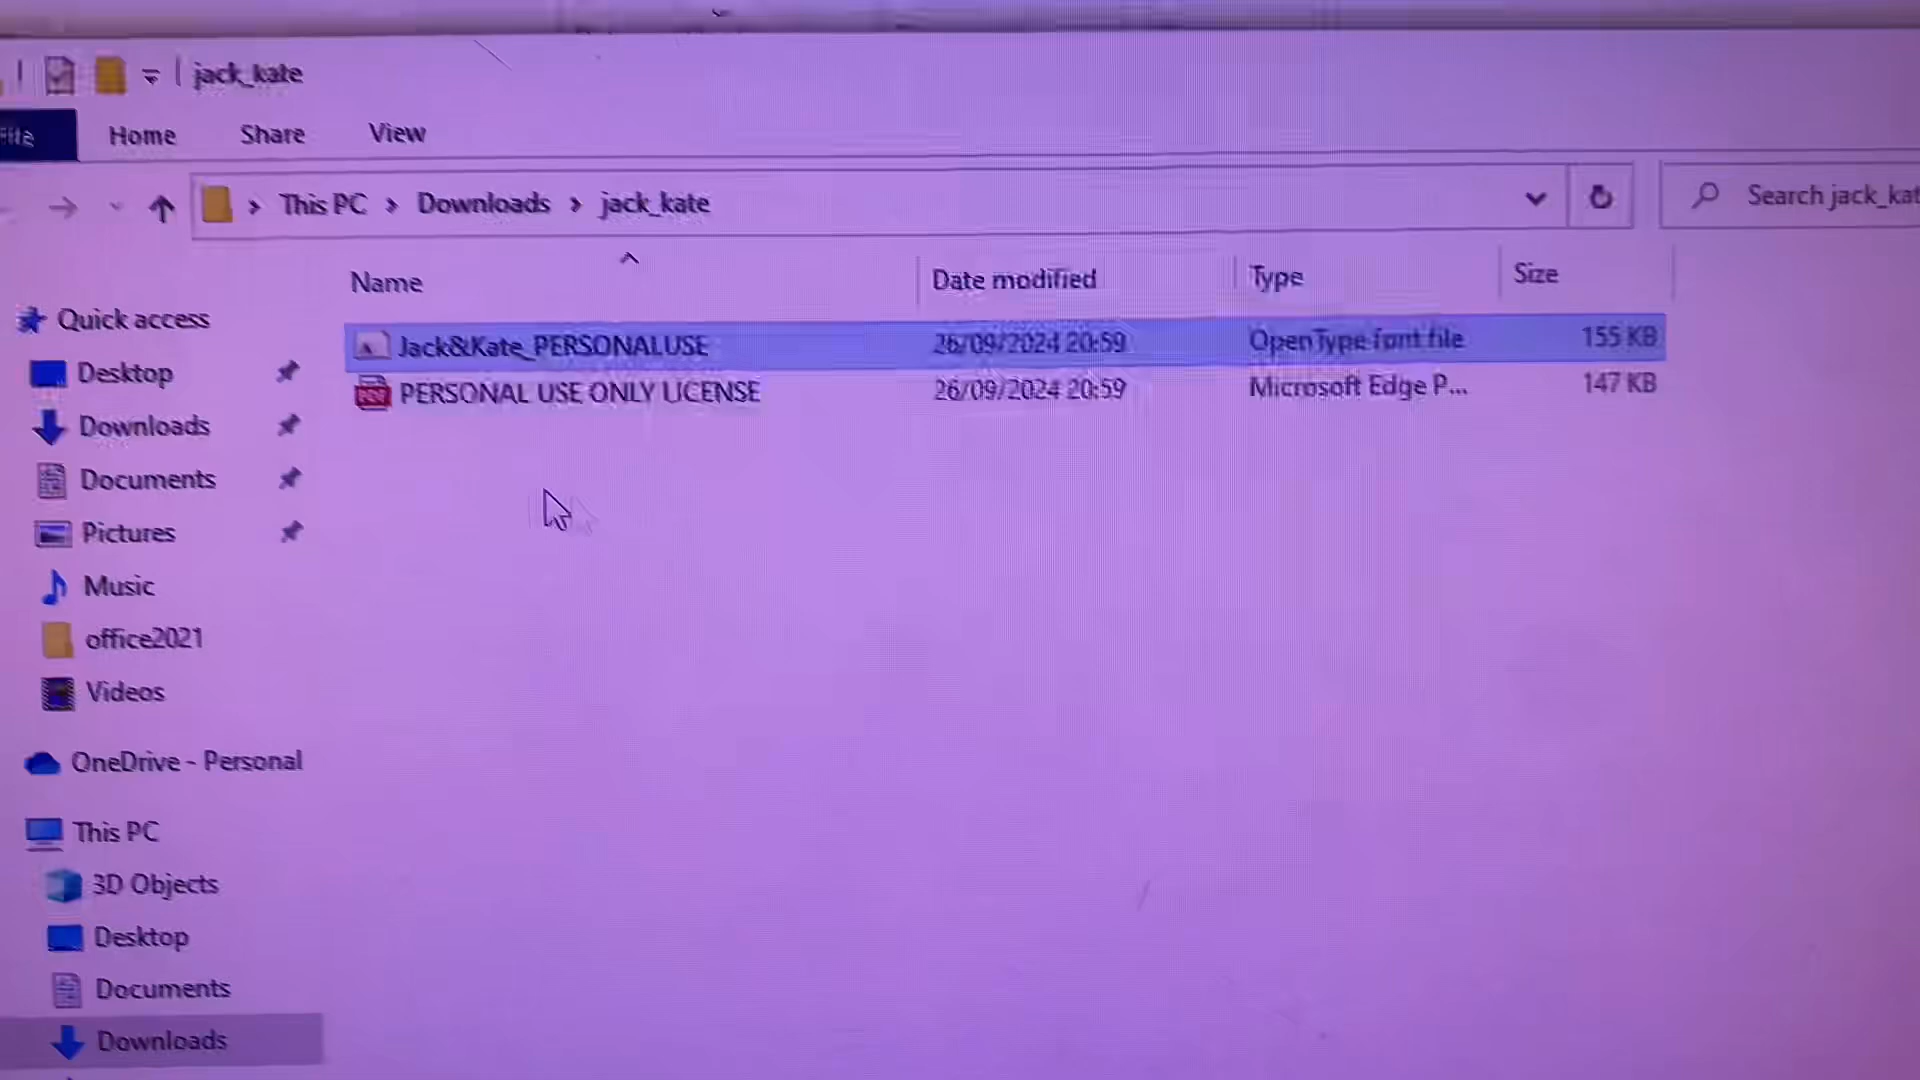 jack_kate
File Home Share View
This PC > Downloads > jack_kate
Search jack_kat
Name Date modified Type Size
Jack&Kate_PERSONALUSE 26/09/2024 20:59 OpenType font file 155 KB
PERSONAL USE ONLY LICENSE 26/09/2024 20:59 Microsoft Edge P... 147 KB
Quick access
Desktop
Downloads
Documents
Pictures
Music
office2021
Videos
OneDrive - Personal
This PC
3D Objects
Desktop
Documents
Downloads